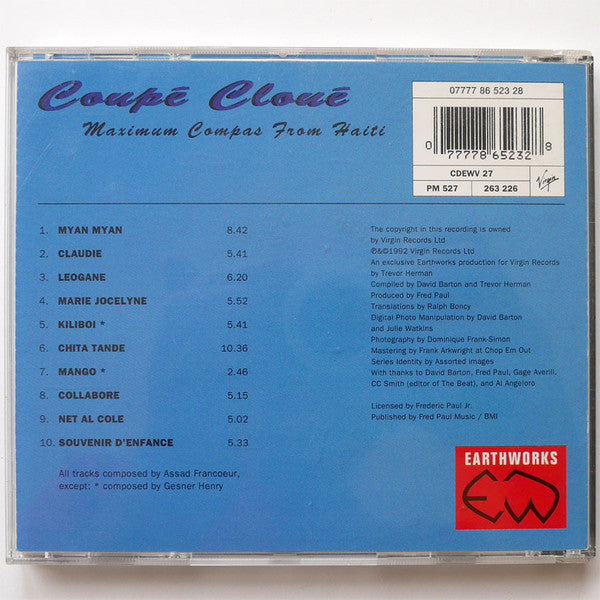 Coupé Cloué
Maximum Compas From Haiti
07777 86 523 28
0 77778 65232 8
CDEWV 27
PM 527 263 226 Virgin
1. MYAN MYAN 8.42
2. CLAUDIE 5.41
3. LEOGANE 6.20
4. MARIE JOCELYNE 5.52
5. KILIBOI * 5.41
6. CHITA TANDE 10.36
7. MANGO * 2.46
8. COLLABORE 5.15
9. NET AL COLE 5.02
10. SOUVENIR D'ENFANCE 5.33
All tracks composed by Assad Francoeur,
except: * composed by Gesner Henry
The copyright in this recording is owned
by Virgin Records Ltd
℗&©1992 Virgin Records Ltd
An exclusive Earthworks production for Virgin Records
by Trevor Herman
Compiled by David Barton and Trevor Herman
Produced by Fred Paul
Translations by Ralph Boncy
Digital Photo Manipulation by David Barton
and Julie Watkins
Photography by Dominique Frank-Simon
Mastering by Frank Arkwright at Chop Em Out
Series Identity by Assorted images
With thanks to David Barton, Fred Paul, Gage Averill,
CC Smith (editor of The Beat), and Al Angeloro
Licensed by Frederic Paul Jr.
Published by Fred Paul Music / BMI
EARTHWORKS
EW